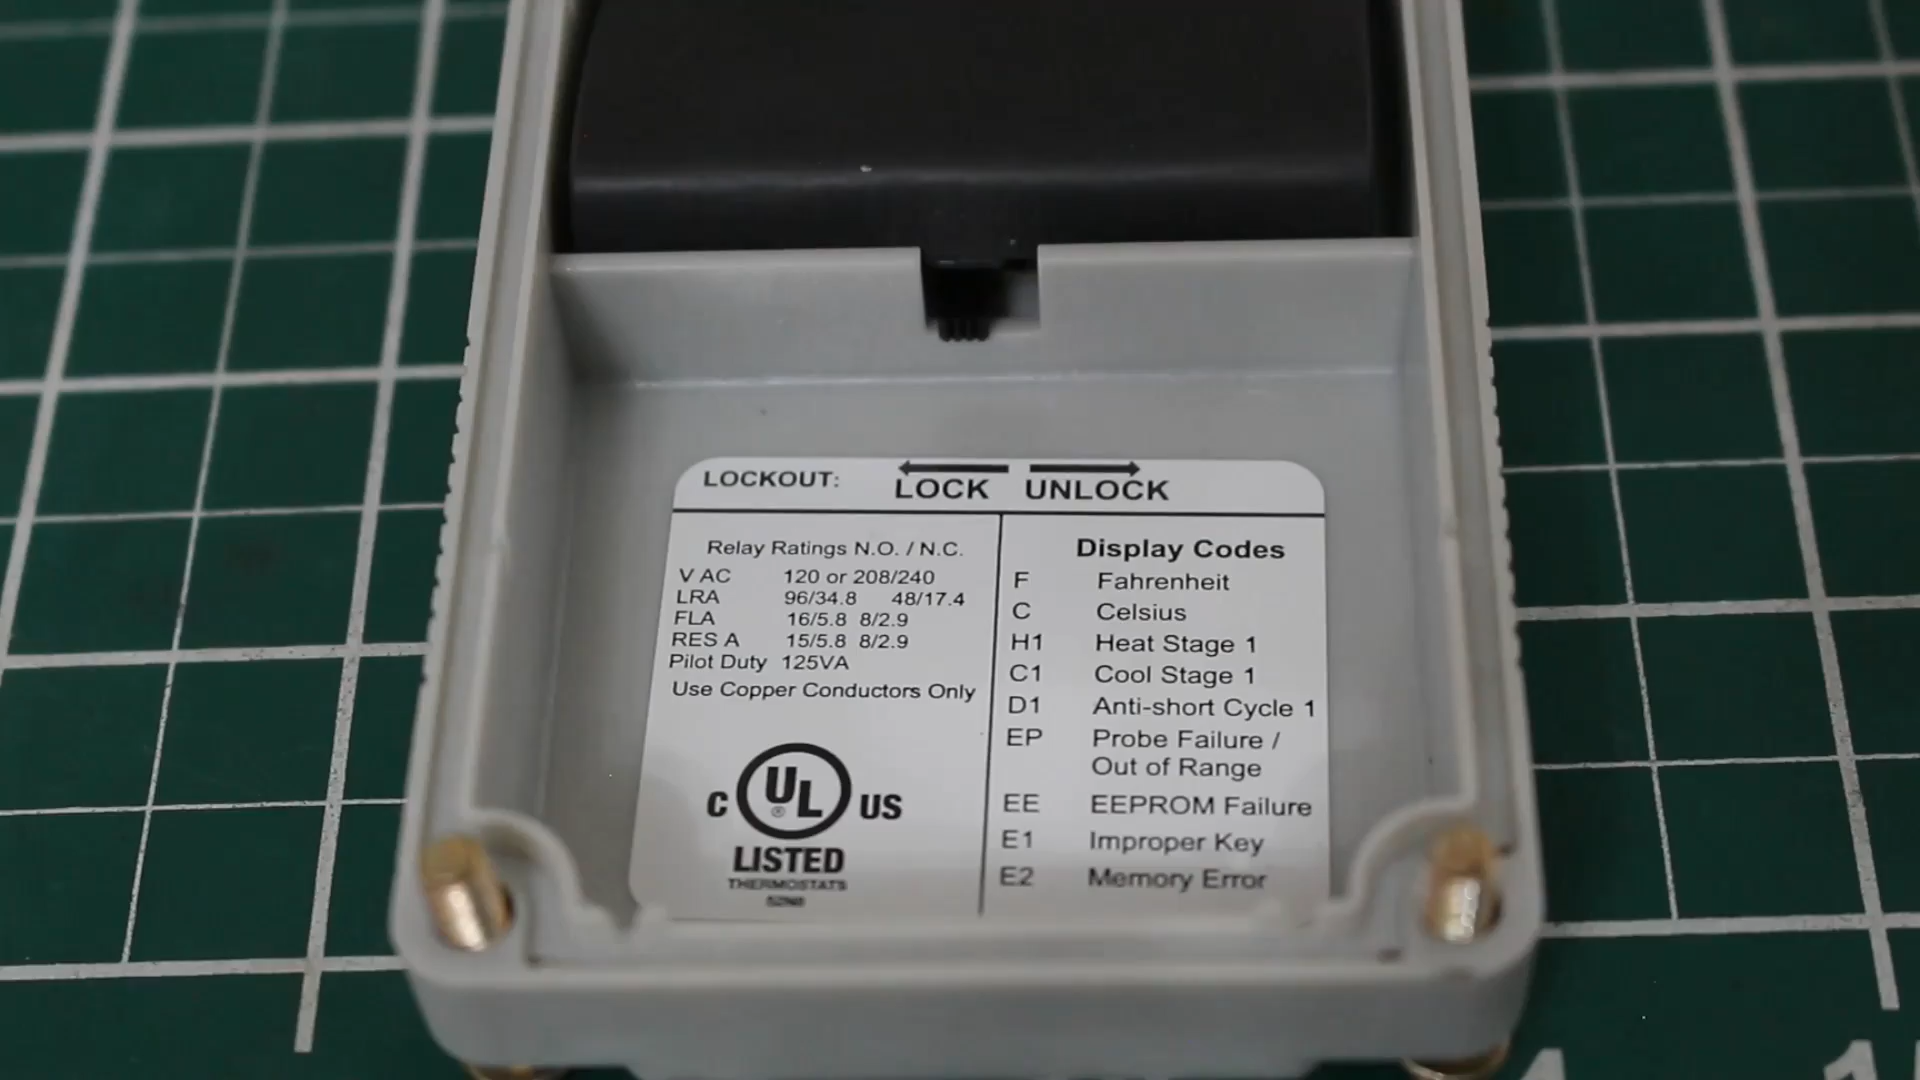 LOCKOUT: LOCK UNLOCK
Relay Ratings N.O. / N.C.
V AC 120 or 208/240
LRA 96/34.8 48/17.4
FLA 16/5.8 8/2.9
RES A 15/5.8 8/2.9
Pilot Duty 125VA
Use Copper Conductors Only
C UL ® US
LISTED
THERMOSTATS
Display Codes
F Fahrenheit
C Celsius
H1 Heat Stage 1
C1 Cool Stage 1
D1 Anti-short Cycle 1
EP Probe Failure /
Out of Range
EE EEPROM Failure
E1 Improper Key
E2 Memory Error